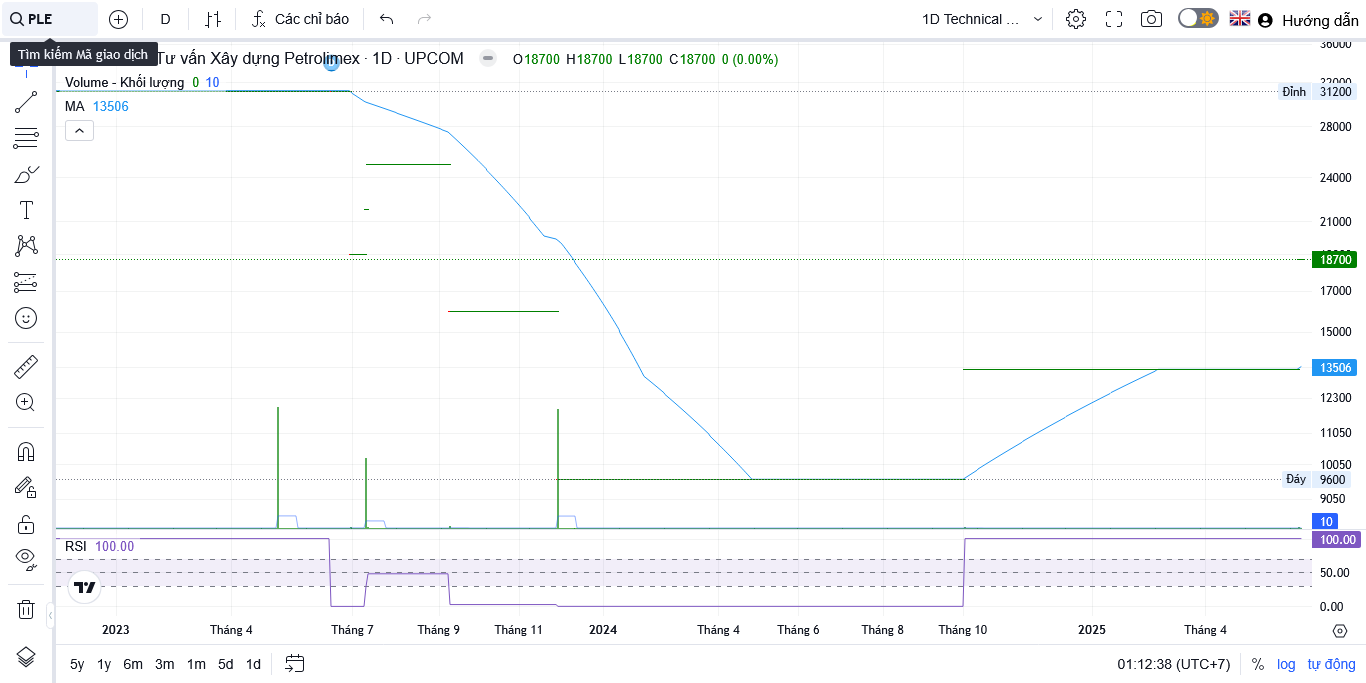 PLE
D
Các chỉ báo
1D Technical ...
Hướng dẫn
Tìm kiếm Mã giao dịch
Tư vấn Xây dựng Petrolimex · 1D · UPCOM
O18700 H18700 L18700 C18700 0 (0.00%)
Volume - Khối lượng 0 10
MA 13506
36000
32000
Đỉnh 31200
28000
24000
21000
18700
17000
15000
13506
12300
11050
10050
Đáy 9600
9050
10
RSI 100.00
100.00
50.00
0.00
2023 Tháng 4 Tháng 7 Tháng 9 Tháng 11 2024 Tháng 4 Tháng 6 Tháng 8 Tháng 10 2025 Tháng 4
5y 1y 6m 3m 1m 5d 1d
01:12:38 (UTC+7) % log tự động